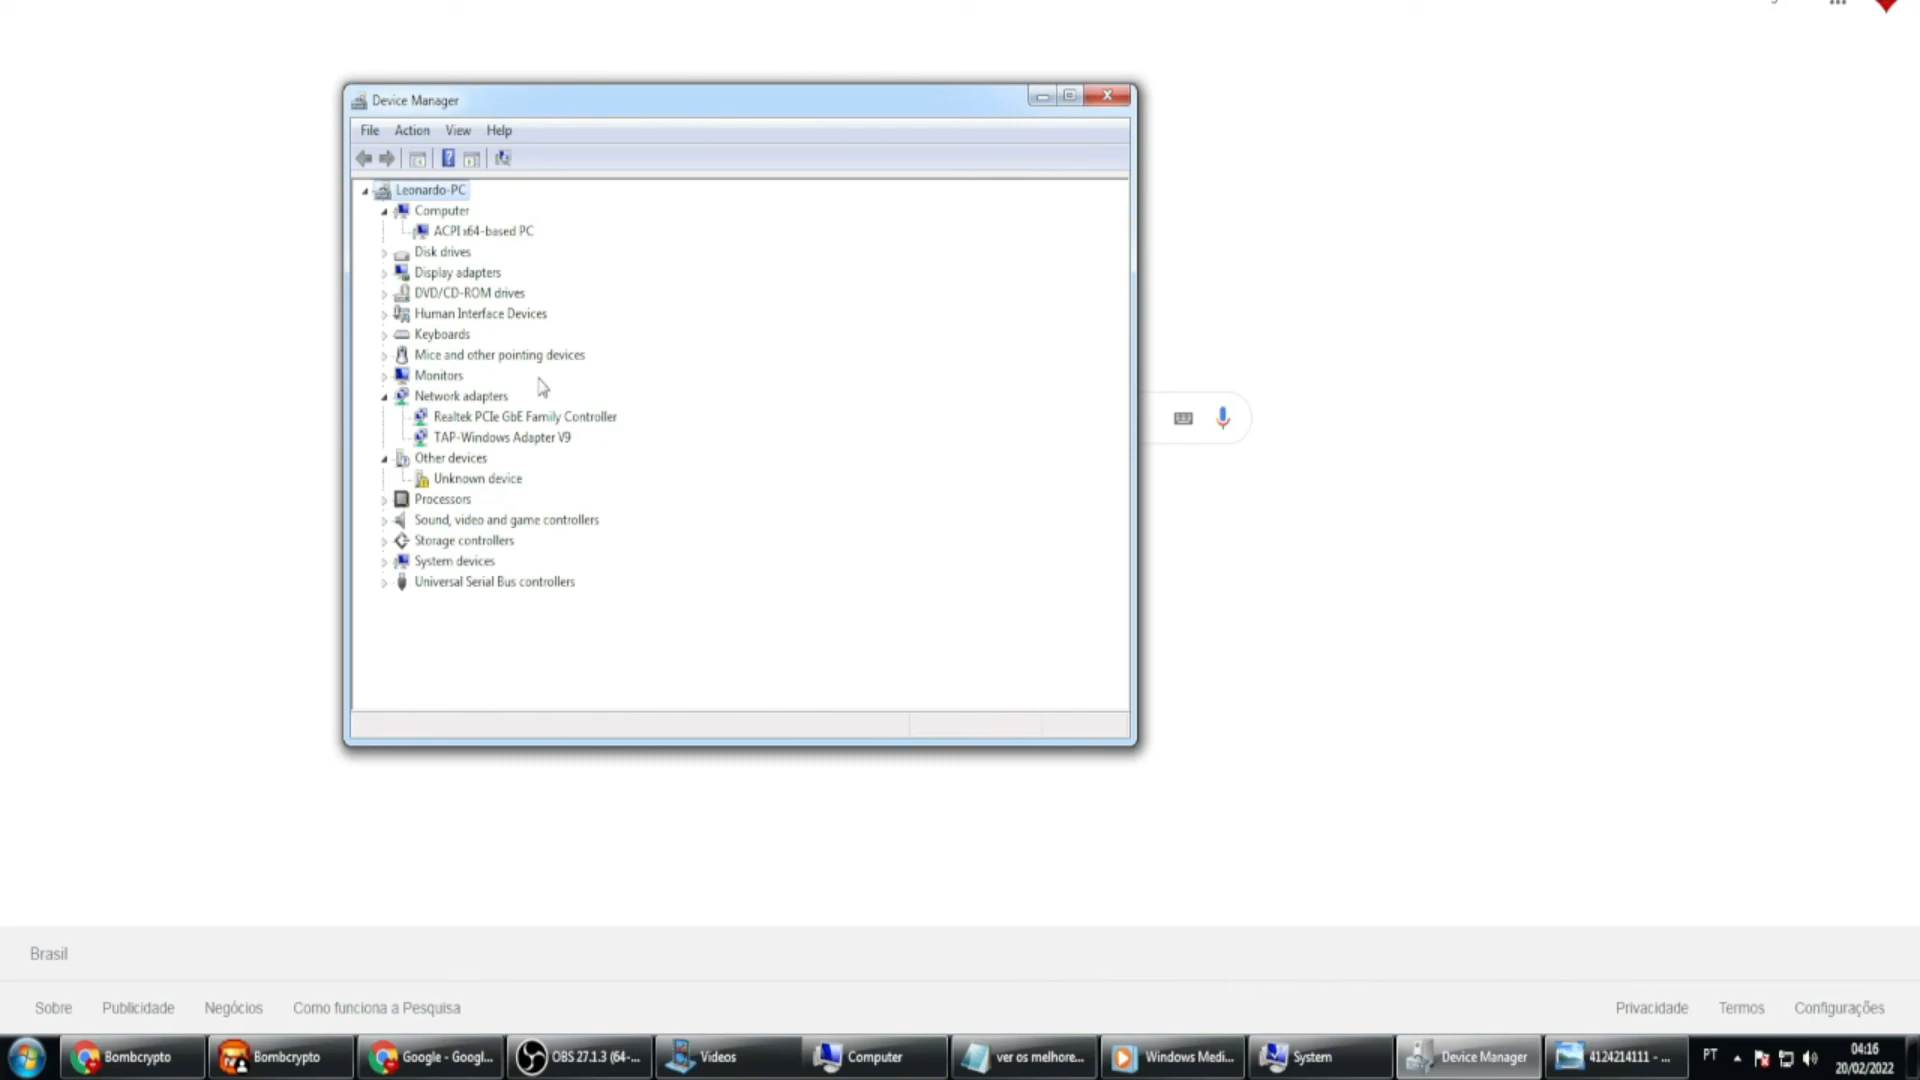 Device Manager
File Action View Help
Leonardo-PC
Computer
ACPI x64-based PC
Disk drives
Display adapters
DVD/CD-ROM drives
Human Interface Devices
Keyboards
Mice and other pointing devices
Monitors
Network adapters
Realtek PCIe GbE Family Controller
TAP-Windows Adapter V9
Other devices
Unknown device
Processors
Sound, video and game controllers
Storage controllers
System devices
Universal Serial Bus controllers
Brasil
Sobre Publicidade Negócios Como funciona a Pesquisa Privacidade Termos Configurações
Bombcrypto Bombcrypto Google - Googl... OBS 27.1.3 (64-... Videos Computer ver os melhore... Windows Medi... System Device Manager 4124214111 - ... PT 04:16
20/02/2022